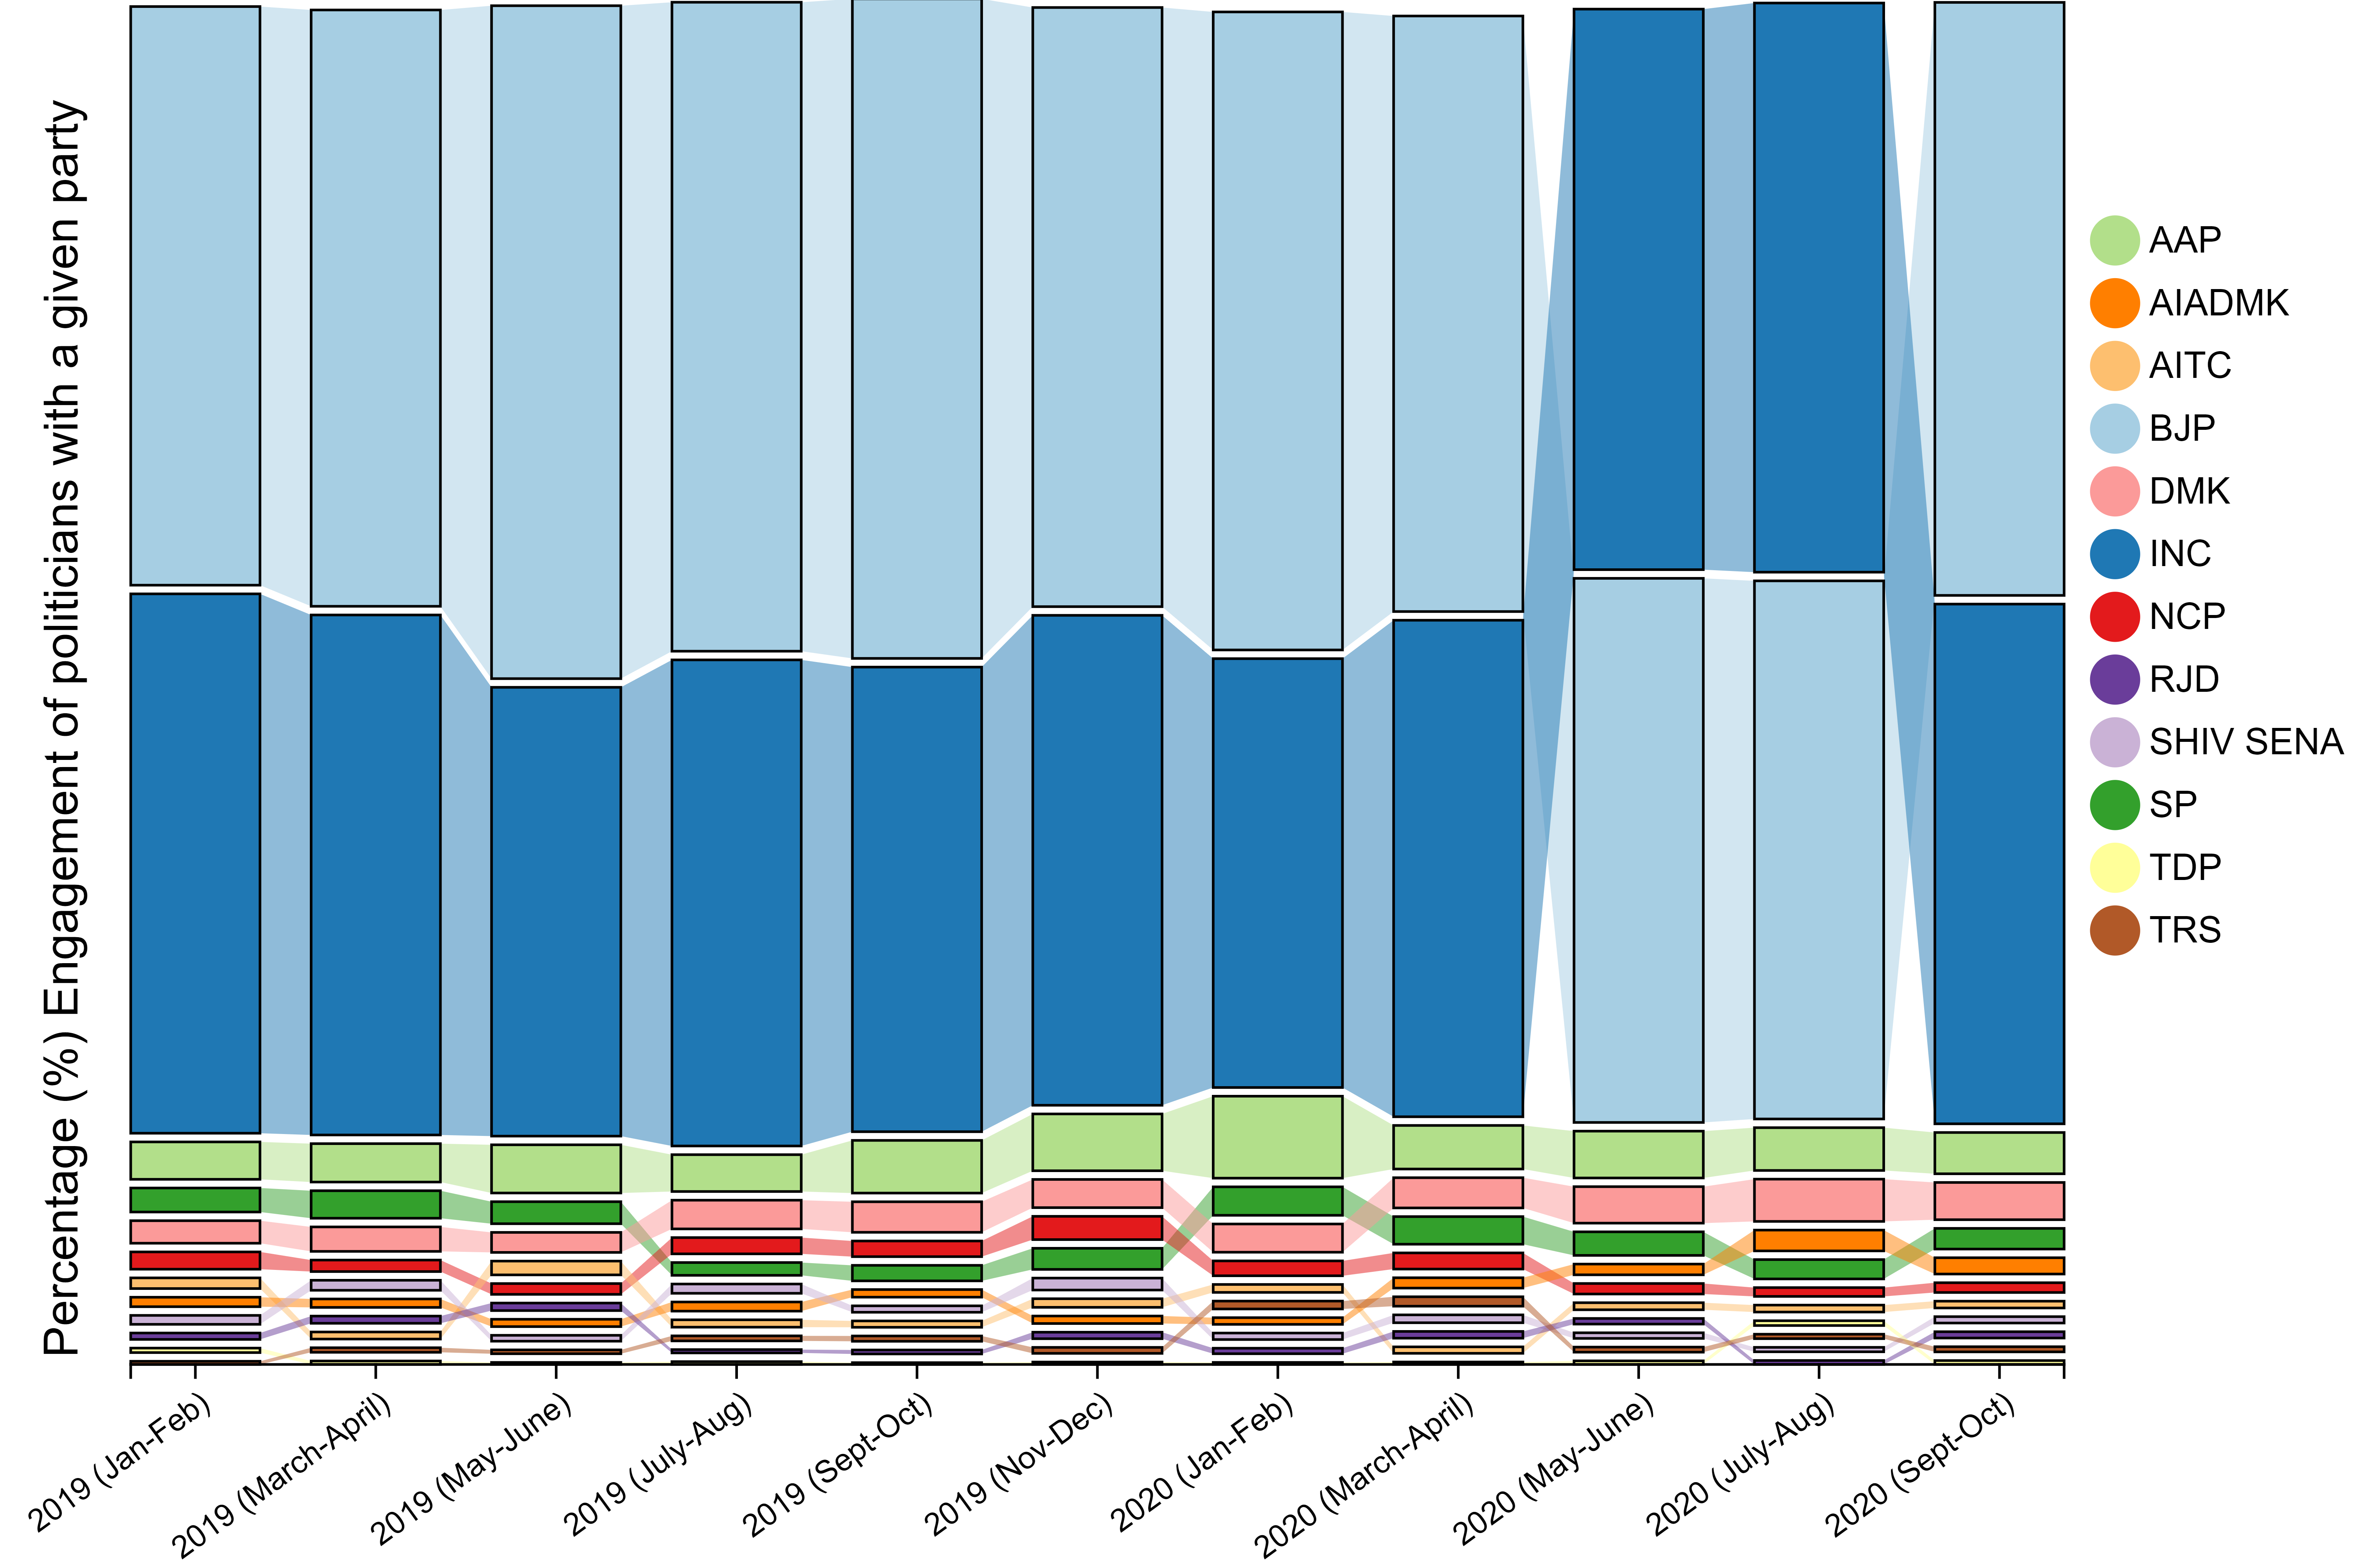 Percentage (%) Engagement of politicians with a given party
AAP
AIADMK
AITC
BJP
DMK
INC
NCP
RJD
SHIV SENA
SP
TDP
TRS
2019 (Jan-Feb)
2019 (March-April)
2019 (May-June)
2019 (July-Aug)
2019 (Sept-Oct)
2019 (Nov-Dec)
2020 (Jan-Feb)
2020 (March-April)
2020 (May-June)
2020 (July-Aug)
2020 (Sept-Oct)